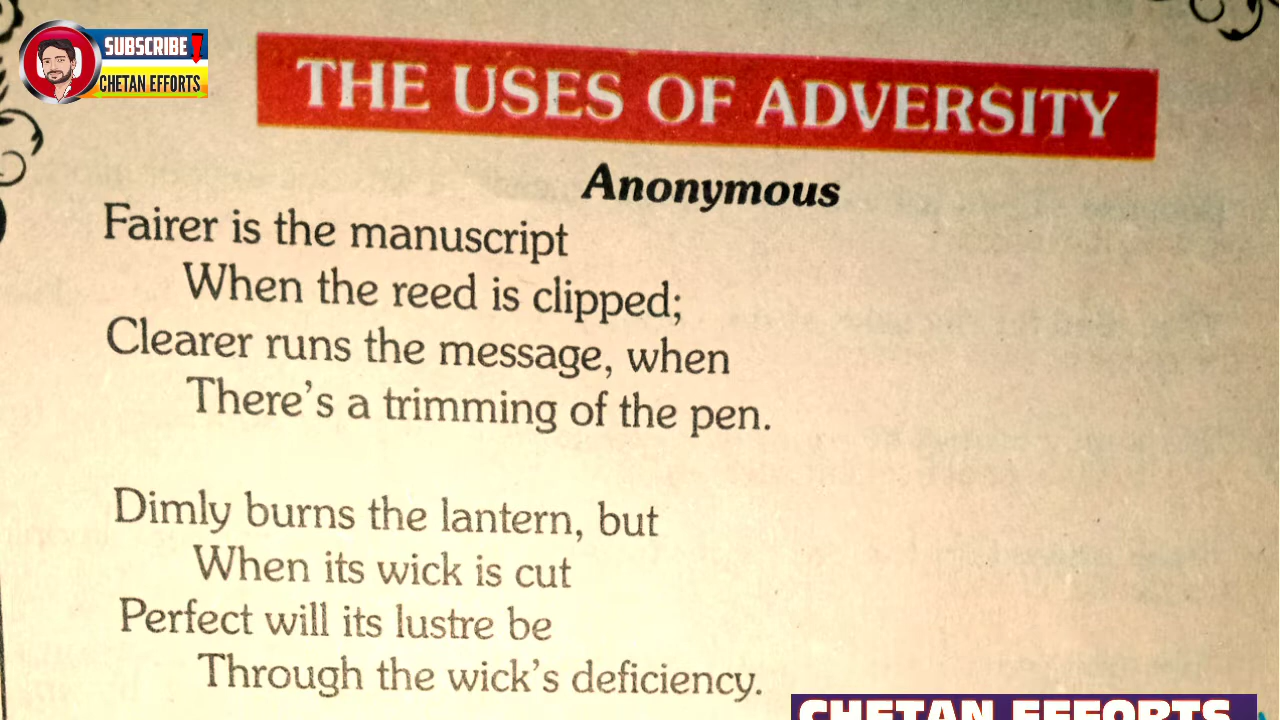 SUBSCRIBE!
CHETAN EFFORTS
THE USES OF ADVERSITY
Anonymous
Fairer is the manuscript
When the reed is clipped;
Clearer runs the message, when
There's a trimming of the pen.
Dimly burns the lantern, but
When its wick is cut
Perfect will its lustre be
Through the wick's deficiency.
CHETAN EFFORTS